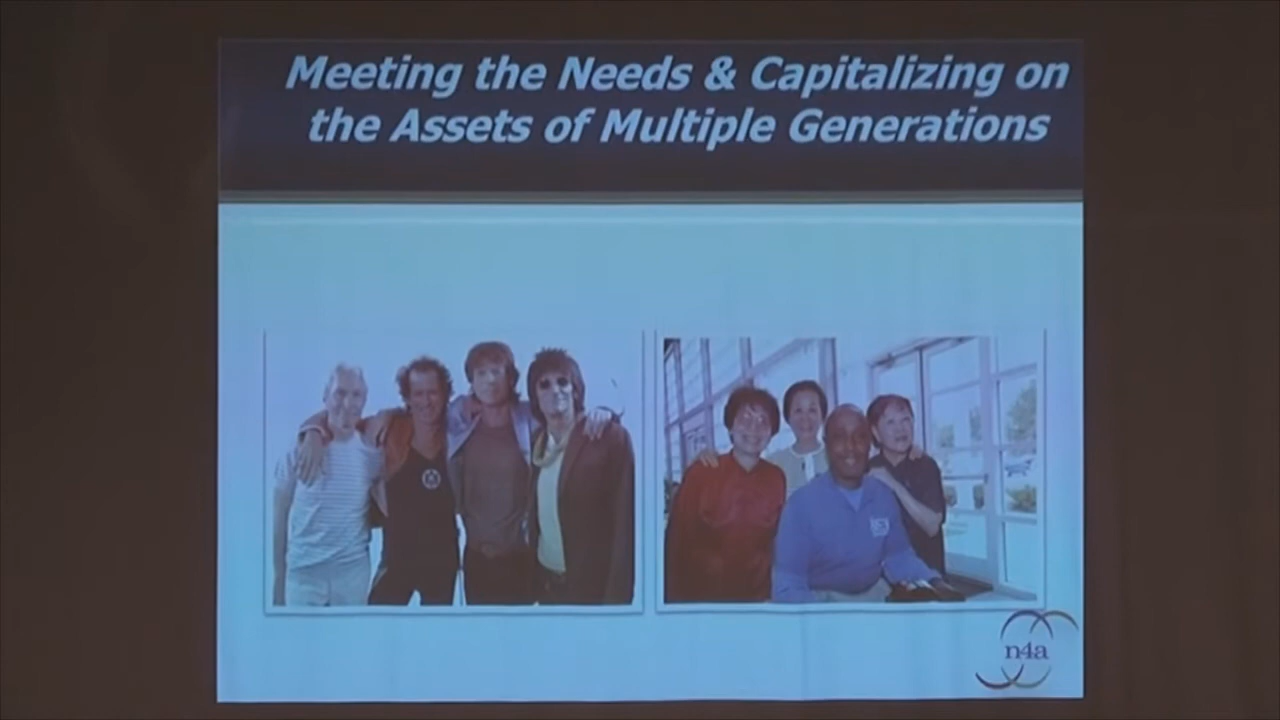 Meeting the Needs & Capitalizing on
the Assets of Multiple Generations
n4a